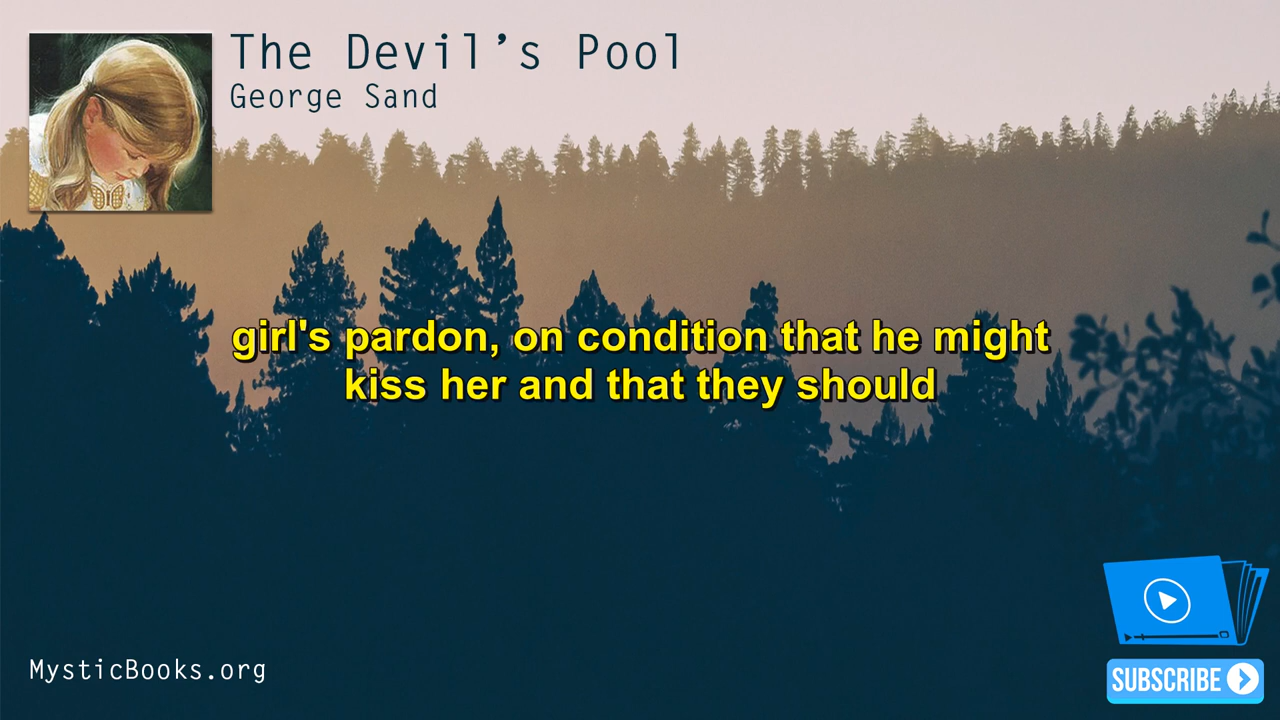 The Devil’s Pool
George Sand
girl's pardon, on condition that he might
kiss her and that they should
MysticBooks.org
SUBSCRIBE